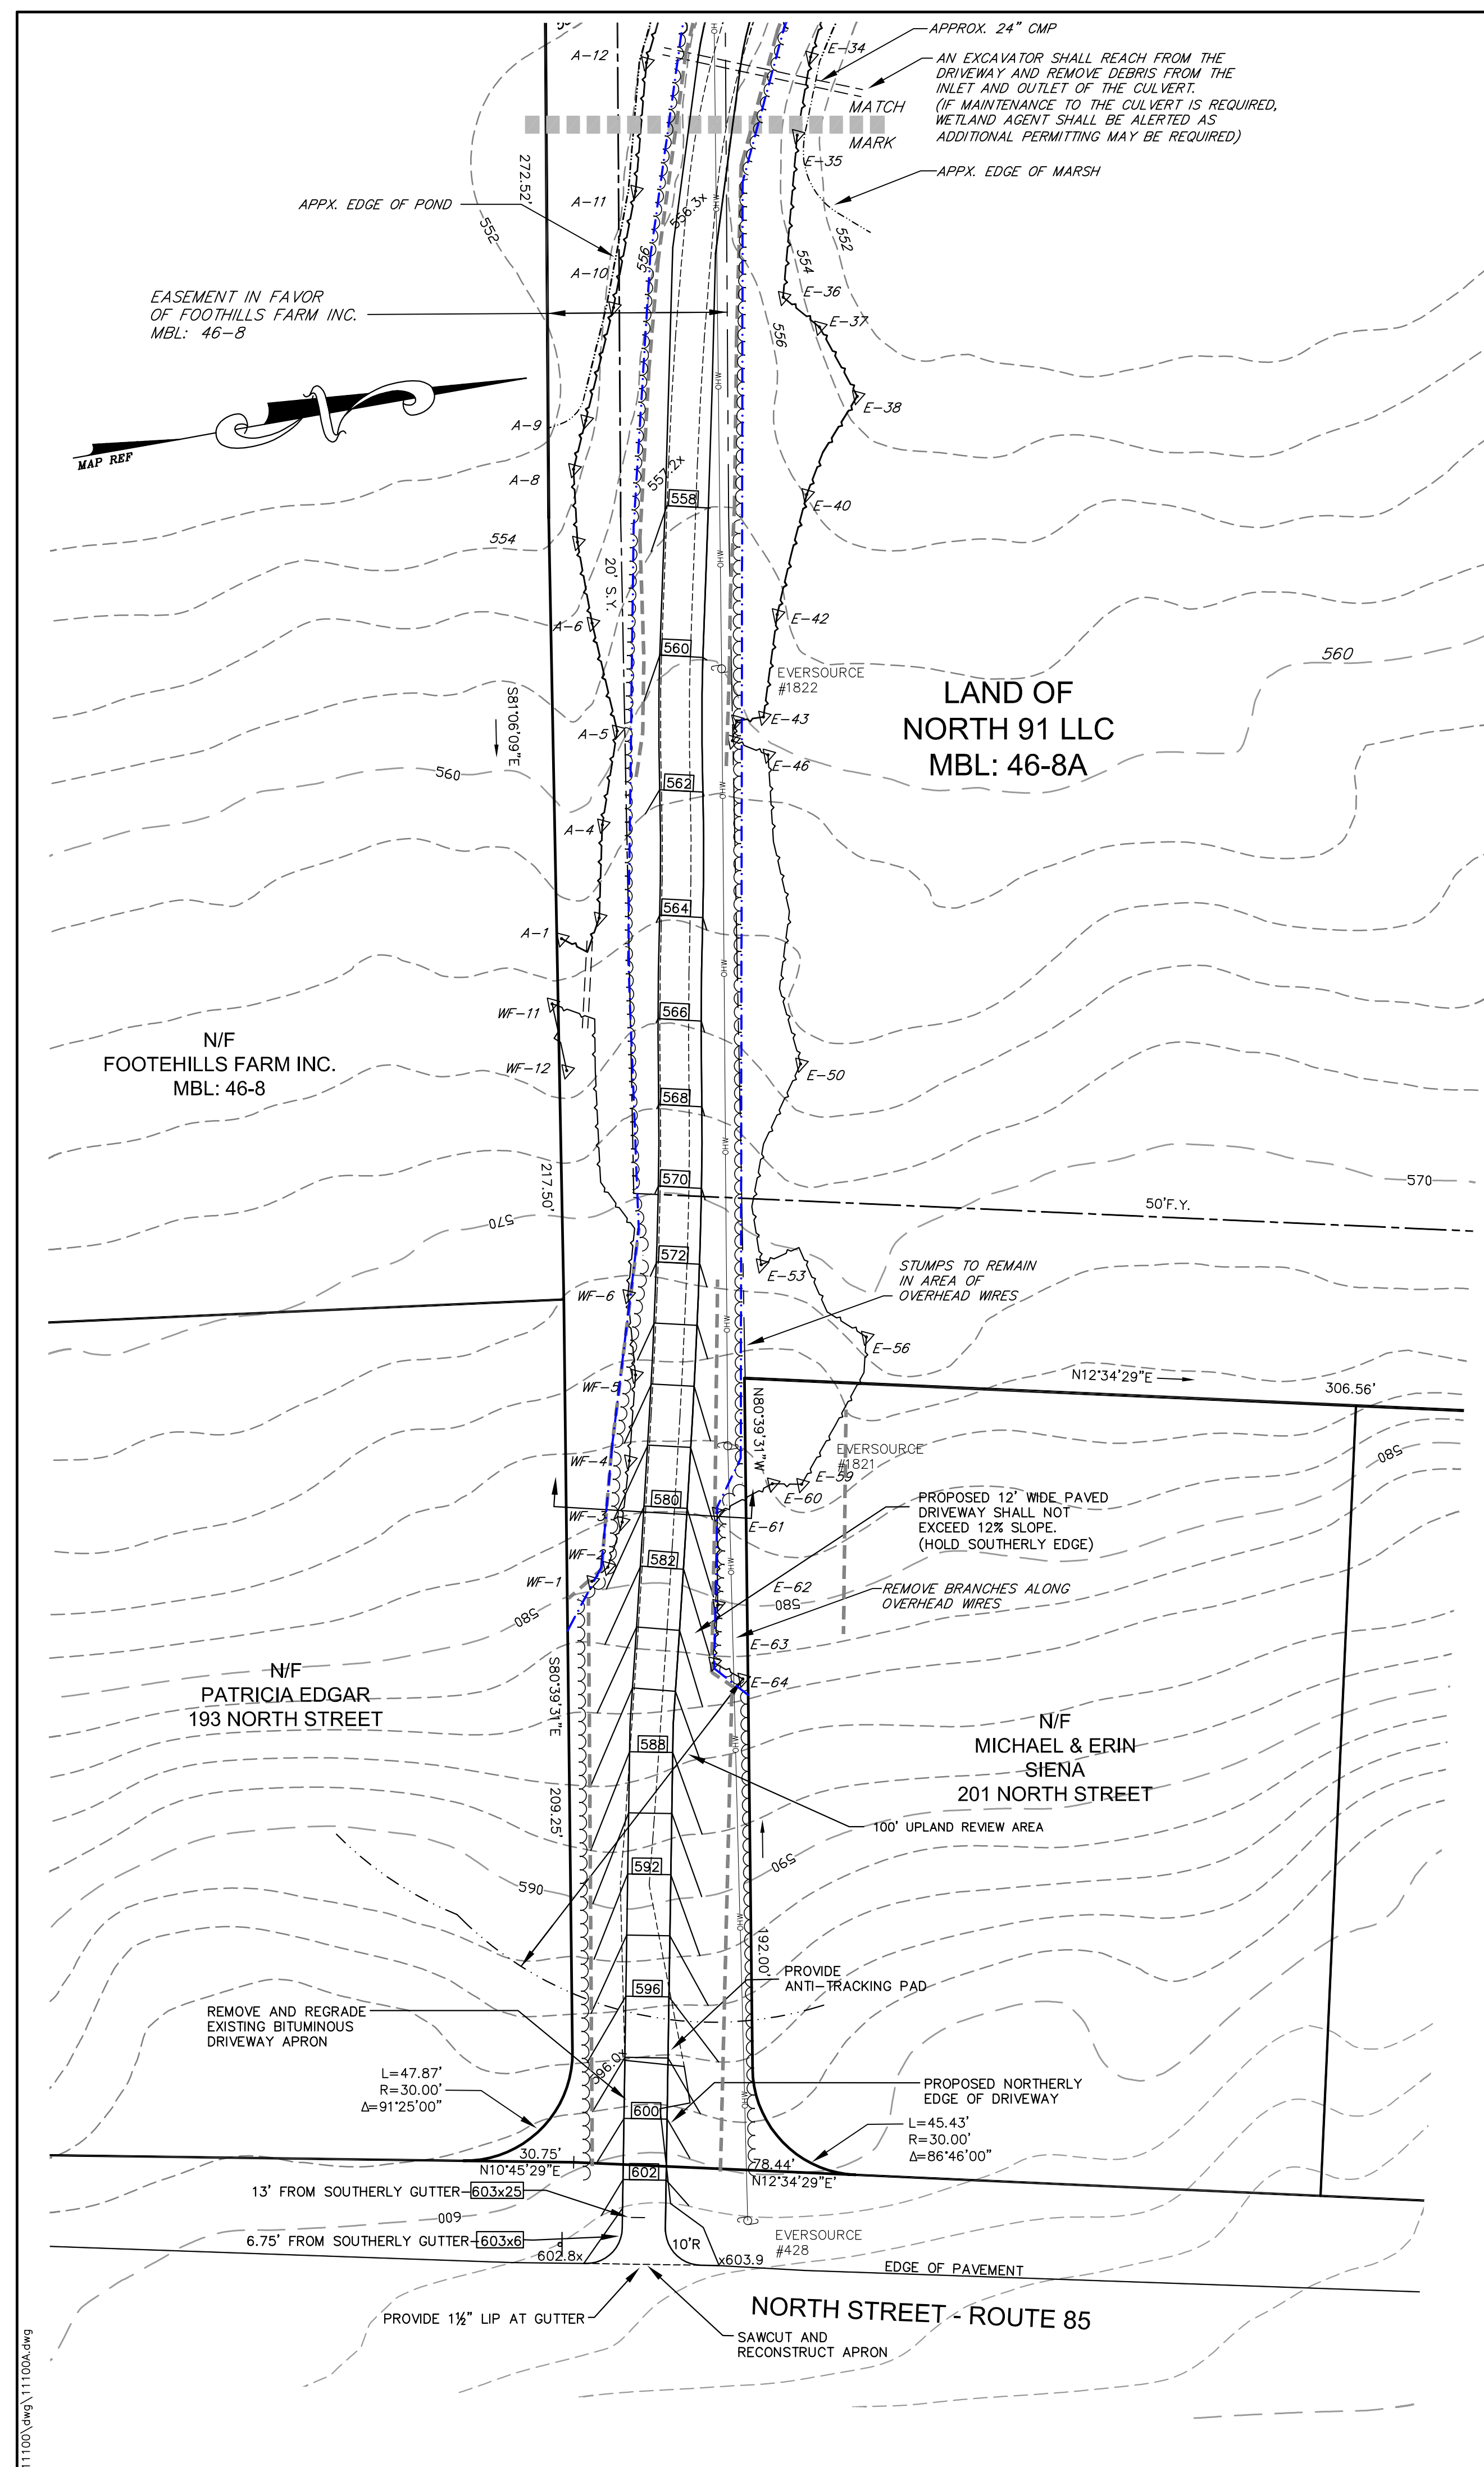 A-12
E-34
APPROX. 24" CMP
AN EXCAVATOR SHALL REACH FROM THE
DRIVEWAY AND REMOVE DEBRIS FROM THE
INLET AND OUTLET OF THE CULVERT.
(IF MAINTENANCE TO THE CULVERT IS REQUIRED,
WETLAND AGENT SHALL BE ALERTED AS
ADDITIONAL PERMITTING MAY BE REQUIRED)
MATCH
MARK
272.52'
E-35
APPX. EDGE OF MARSH
APPX. EDGE OF POND
A-11
556.3x
552
552
554
556
A-10
E-36
EASEMENT IN FAVOR
OF FOOTHILLS FARM INC.
MBL: 46-8
E-37
556
OHW
N
MAP REF
E-38
A-9
A-8
557.2x
558
E-40
554
OHW
20' S.Y.
A-6
E-42
560
560
EVERSOURCE
#1822
LAND OF
NORTH 91 LLC
MBL: 46-8A
S81°06'09"E
A-5
E-43
E-46
560
562
OHW
A-4
564
A-1
OHW
WF-11
566
N/F
FOOTEHILLS FARM INC.
MBL: 46-8
WF-12
E-50
568
OHW
217.50'
570
570
570
50'F.Y.
572
E-53
STUMPS TO REMAIN
IN AREA OF
OVERHEAD WIRES
WF-6
OHW
E-56
N12°34'29"E
306.56'
WF-5
N80°39'31"W
EVERSOURCE
#1821
580
WF-4
E-59
E-60
580
WF-3
E-61
PROPOSED 12' WIDE PAVED
DRIVEWAY SHALL NOT
EXCEED 12% SLOPE.
(HOLD SOUTHERLY EDGE)
WF-2
582
OHW
WF-1
E-62
580
REMOVE BRANCHES ALONG
OVERHEAD WIRES
580
E-63
E-64
N/F
PATRICIA EDGAR
193 NORTH STREET
S80°39'31"E
588
OHW
N/F
MICHAEL & ERIN
SIENA
201 NORTH STREET
209.25'
100' UPLAND REVIEW AREA
592
590
590
OHW
192.00'
PROVIDE
ANTI-TRACKING PAD
596
REMOVE AND REGRADE
EXISTING BITUMINOUS
DRIVEWAY APRON
596.0x
L=47.87'
R=30.00'
Δ=91°25'00"
PROPOSED NORTHERLY
EDGE OF DRIVEWAY
OHW
600
L=45.43'
R=30.00'
Δ=86°46'00"
30.75'
N10°45'29"E
602
78.44'
N12°34'29"E'
13' FROM SOUTHERLY GUTTER
603x25
600
6.75' FROM SOUTHERLY GUTTER
603x6
602.8x
10'R
x603.9
EVERSOURCE
#428
EDGE OF PAVEMENT
NORTH STREET - ROUTE 85
PROVIDE 1½" LIP AT GUTTER
SAWCUT AND
RECONSTRUCT APRON
11100\dwg\11100A.dwg